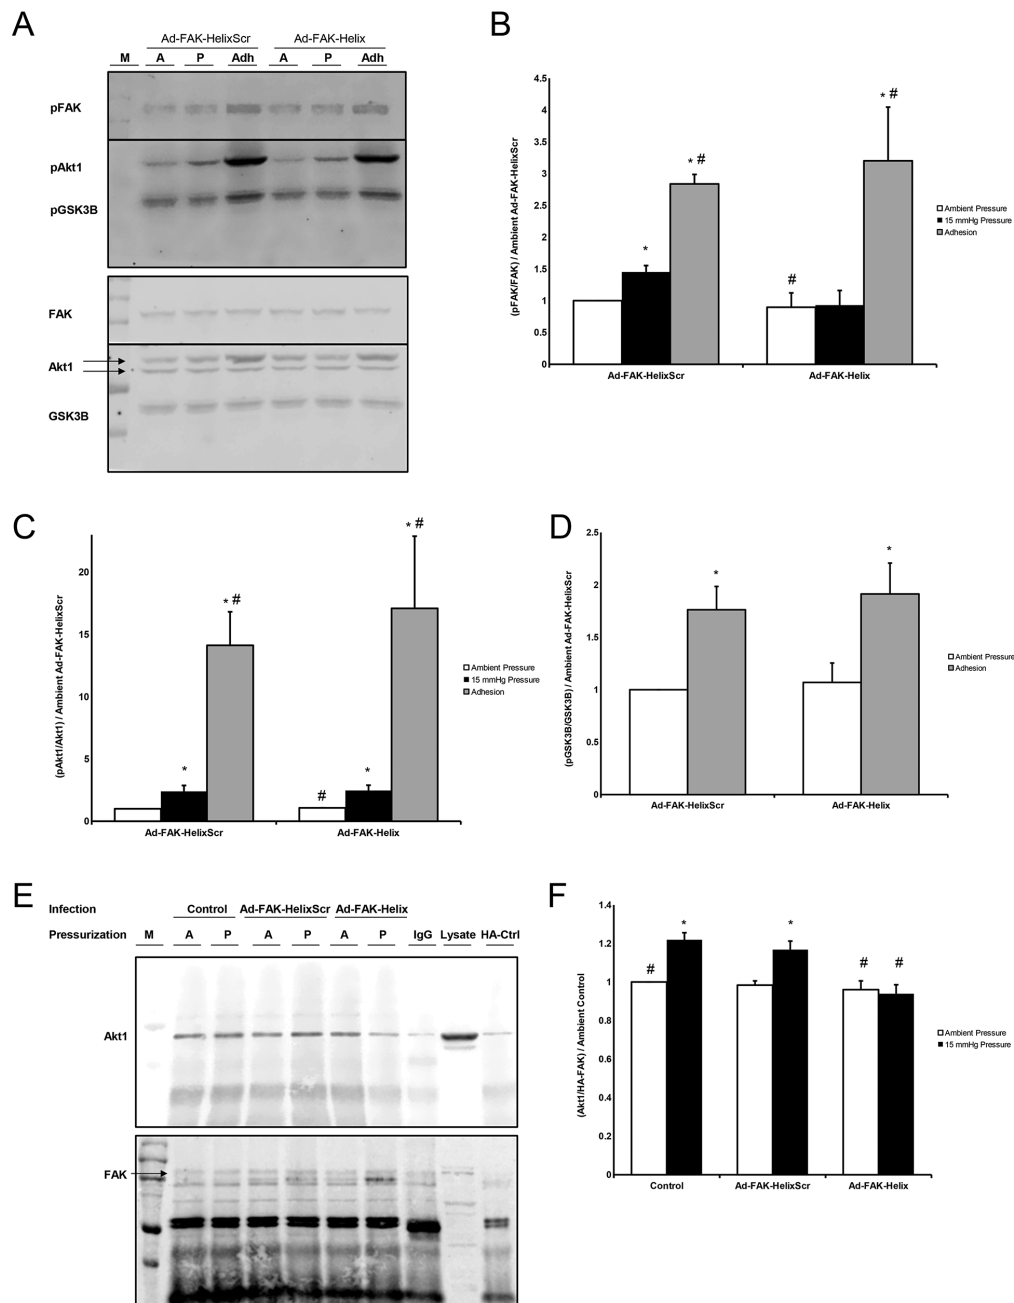 A
Ad-FAK-HelixScr Ad-FAK-Helix
M A P Adh A P Adh
pFAK
pAkt1
pGSK3B
FAK
Akt1
GSK3B
B
(pFAK/FAK) / Ambient Ad-FAK-HelixScr
4.5
4
3.5
3
2.5
2
1.5
1
0.5
0
*
* #
#
* #
Ad-FAK-HelixScr Ad-FAK-Helix
Ambient Pressure
15 mmHg Pressure
Adhesion
C
(pAkt1/Akt1) / Ambient Ad-FAK-HelixScr
20
15
10
5
0
*
* #
#
*
* #
Ad-FAK-HelixScr Ad-FAK-Helix
Ambient Pressure
15 mmHg Pressure
Adhesion
D
(pGSK3B/GSK3B) / Ambient Ad-FAK-HelixScr
2.5
2
1.5
1
0.5
0
*
*
Ad-FAK-HelixScr Ad-FAK-Helix
Ambient Pressure
Adhesion
E
Infection Control Ad-FAK-HelixScr Ad-FAK-Helix
Pressurization M A P A P A P IgG Lysate HA-Ctrl
Akt1
FAK
F
(Akt1/HA-FAK) / Ambient Control
1.4
1.2
1
0.8
0.6
0.4
0.2
0
#
*
*
#
#
Control Ad-FAK-HelixScr Ad-FAK-Helix
Ambient Pressure
15 mmHg Pressure